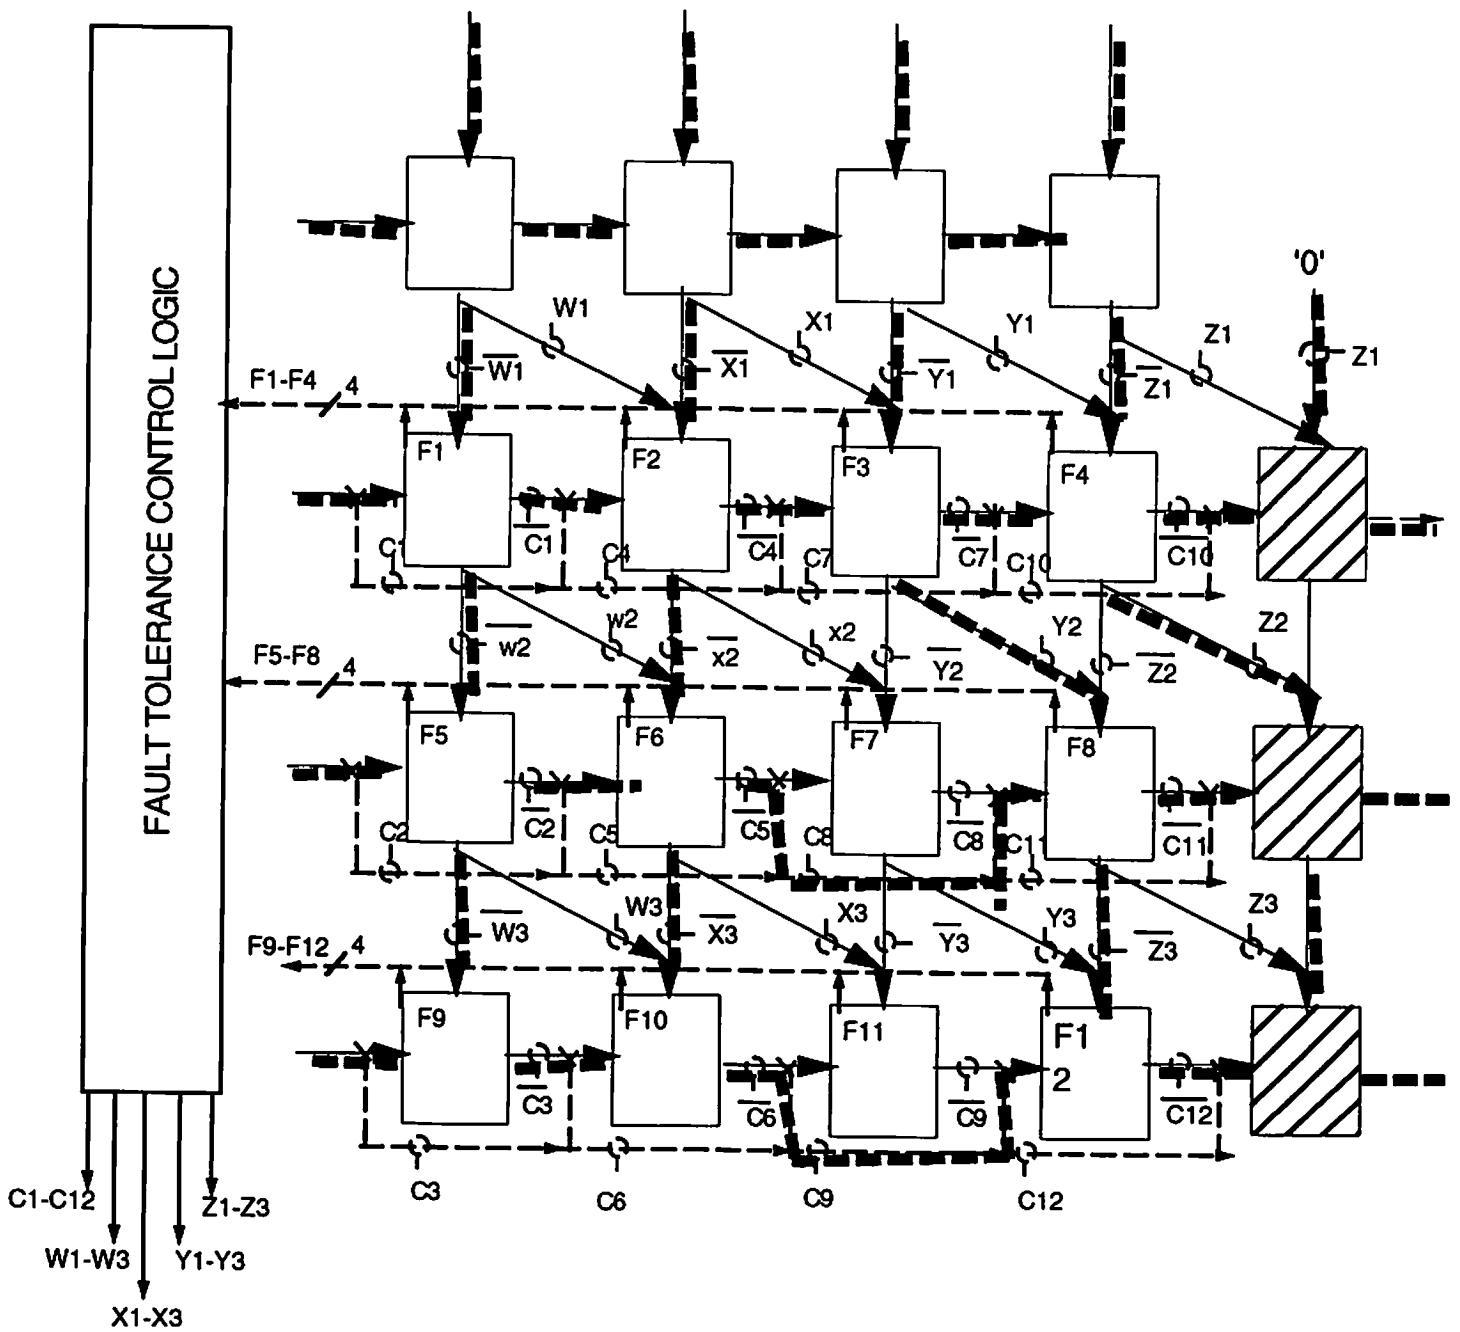 FAULT TOLERANCE CONTROL LOGIC
'0'
W1 X1 Y1 Z1
W1 X1 Y1 Z1 Z1
F1-F4 4
F1 F2 F3 F4
C1 C1 C4 C4 C7 C7 C10 C10
w2 x2 Y2 Z2
w2 x2 Y2 Z2
F5-F8 4
F5 F6 F7 F8
C2 C2 C5 C5 C8 C8 C11 C11
W3 X3 Y3 Z3
W3 X3 Y3 Z3
F9-F12 4
F9 F10 F11 F1
2
C3 C6 C9 C12
C3 C6 C9 C12
C1-C12 Z1-Z3
W1-W3 Y1-Y3
X1-X3